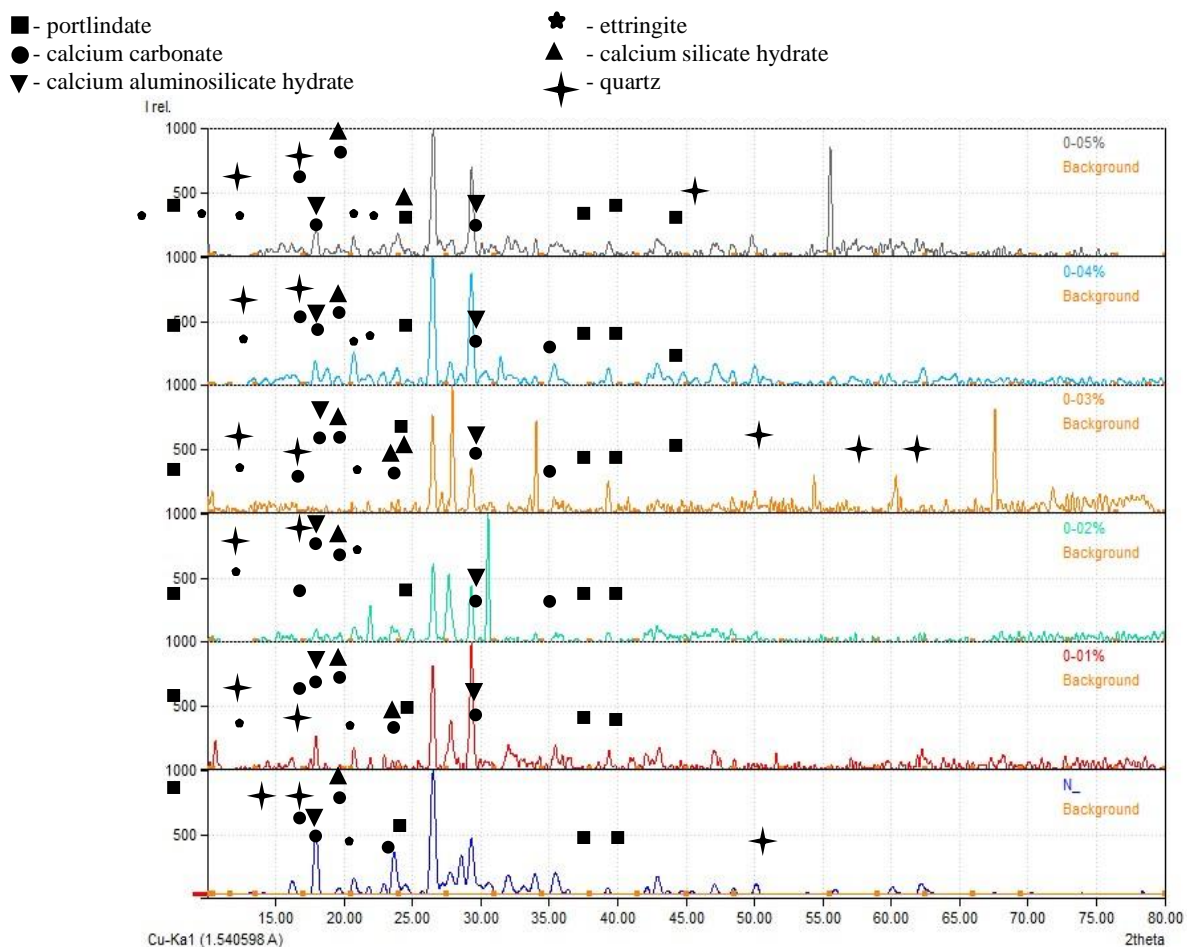 - portlindate
- ettringite
- calcium carbonate
- calcium silicate hydrate
- calcium aluminosilicate hydrate
- quartz
I rel.
1000
0-05%
Background
500
1000
0-04%
Background
500
1000
0-03%
Background
500
1000
0-02%
Background
500
1000
0-01%
Background
500
1000
N_
Background
500
15.00 20.00 25.00 30.00 35.00 40.00 45.00 50.00 55.00 60.00 65.00 70.00 75.00 80.00
Cu-Ka1 (1.540598 A) 2theta